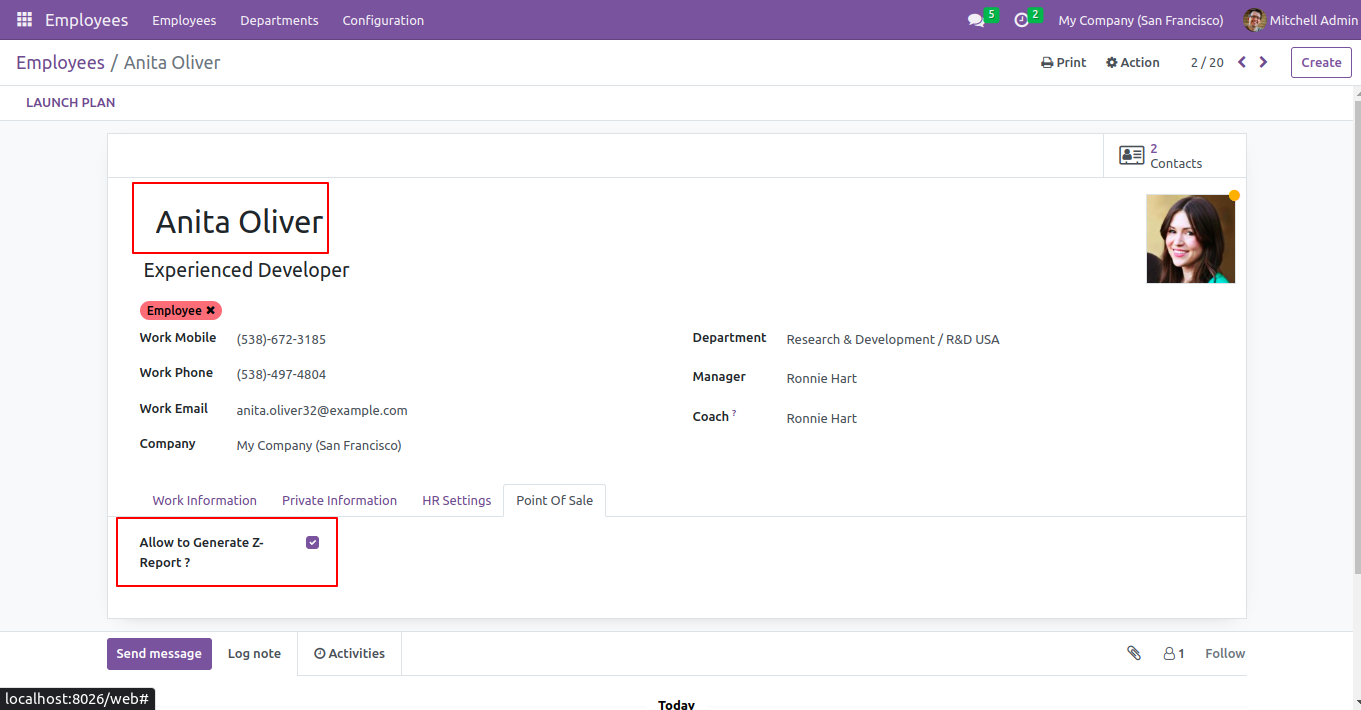 Employees Employees Departments Configuration 5 2 My Company (San Francisco) Mitchell Admin
Employees / Anita Oliver Print Action 2 / 20 Create
LAUNCH PLAN
2
Contacts
Anita Oliver
Experienced Developer
Employee ✖
Work Mobile (538)-672-3185 Department Research & Development / R&D USA
Work Phone (538)-497-4804 Manager Ronnie Hart
Work Email anita.oliver32@example.com Coach ? Ronnie Hart
Company My Company (San Francisco)
Work Information Private Information HR Settings Point Of Sale
Allow to Generate Z-
Report ?
Send message Log note Activities 1 Follow
localhost:8026/web#
Today